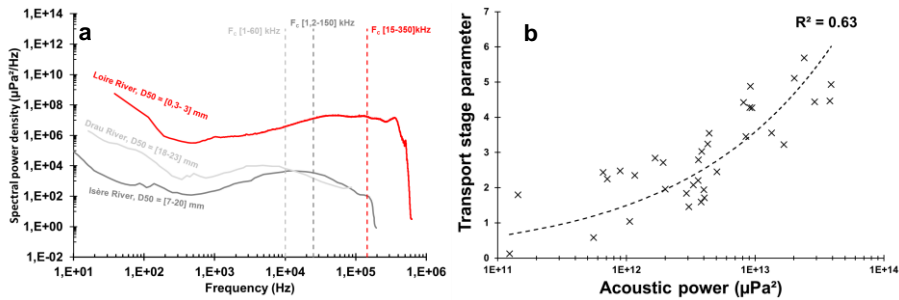 a
F_c [1-60] kHz
F_c [1,2-150] kHz
F_c [15-350]kHz
1,E+14
1,E+12
1,E+10
1,E+08
1,E+06
1,E+04
1,E+02
1,E+00
1,E-02
Spectral power density (µPa²/Hz)
Loire River, D50 = [0,3- 3] mm
Drau River, D50 = [18-23] mm
Isère River, D50 = [7-20] mm
1,E+01
1,E+02
1,E+03
1,E+04
1,E+05
1,E+06
Frequency (Hz)
b
R² = 0.63
Transport stage parameter
7
6
5
4
3
2
1
0
1E+11
1E+12
1E+13
1E+14
Acoustic power (µPa²)